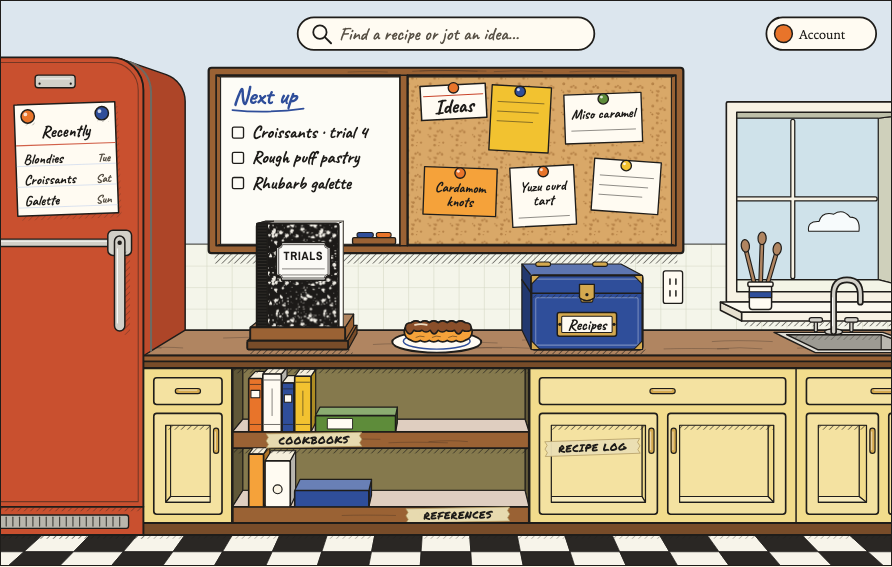 Find a recipe or jot an idea...
Account
Recently
Blondies Tue
Croissants Sat
Galette Sun
Next up
Croissants · trial 4
Rough puff pastry
Rhubarb galette
Ideas
Miso caramel
Cardamom
knots
Yuzu curd
tart
TRIALS
Recipes
COOKBOOKS
RECIPE LOG
REFERENCES